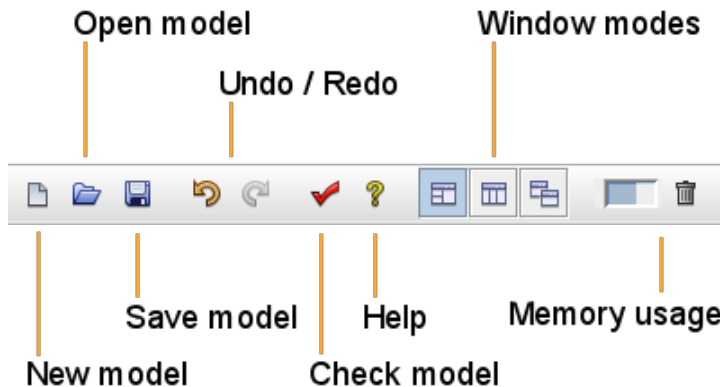 Open model
Window modes
Undo / Redo
Save model
Help
Memory usage
New model
Check model